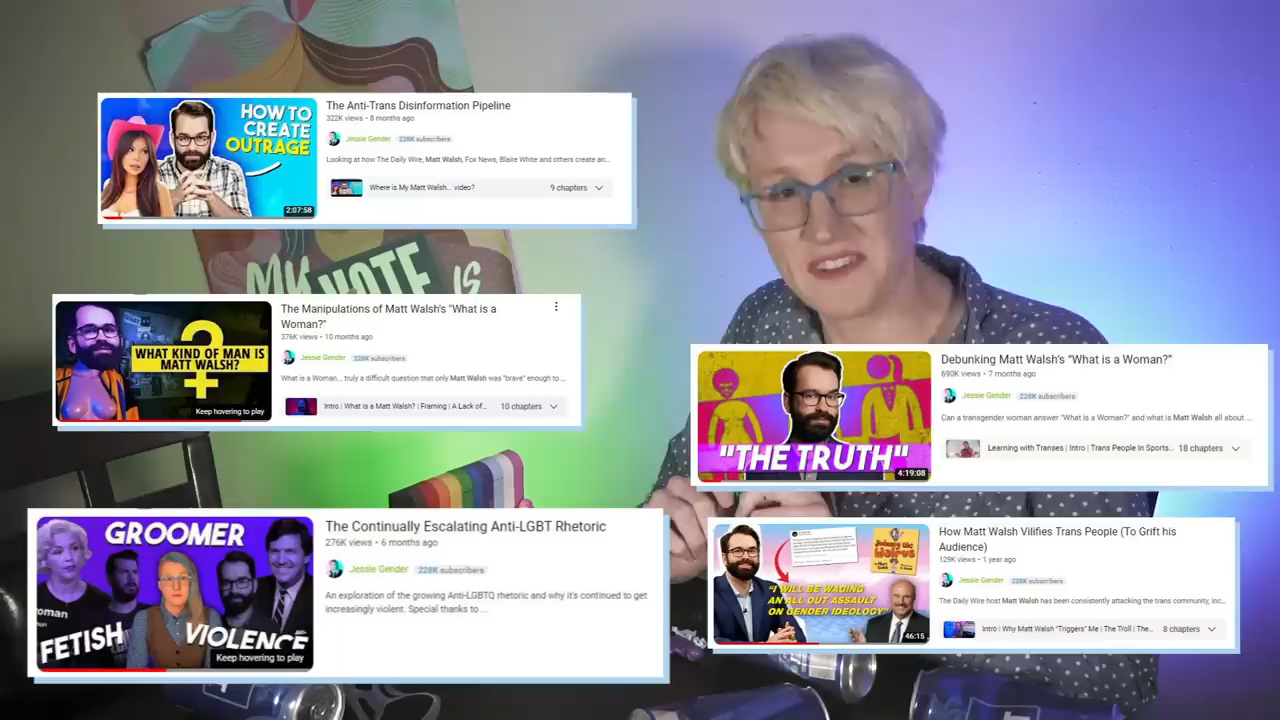 HOW TO
CREATE
OUTRAGE
2:07:58
The Anti-Trans Disinformation Pipeline
322K views • 8 months ago
Jessie Gender 228K subscribers
Looking at how The Daily Wire, Matt Walsh, Fox News, Blaire White and others create an...
Where is My Matt Walsh... video?
9 chapters
MY VOTE IS
WHAT KIND OF MAN IS
MATT WALSH?
Keep hovering to play
The Manipulations of Matt Walsh's "What is a
Woman?"
376K views • 10 months ago
Jessie Gender 228K subscribers
What is a Woman... truly a difficult question that only Matt Walsh was "brave" enough to ...
Intro | What is a Matt Walsh? | Framing | A Lack of...
10 chapters
"THE TRUTH"
4:19:08
Debunking Matt Walsh's "What is a Woman?"
690K views • 7 months ago
Jessie Gender 228K subscribers
Can a transgender woman answer "What is a Woman?" and what is Matt Walsh all about ...
Learning with Transes | Intro | Trans People In Sports...
18 chapters
GROOMER
oman
FETISH
VIOLENCE
Keep hovering to play
The Continually Escalating Anti-LGBT Rhetoric
276K views • 6 months ago
Jessie Gender 228K subscribers
An exploration of the growing Anti-LGBTQ rhetoric and why it's continued to get
increasingly violent. Special thanks to ...
Johnny the
Walrus
"I WILL BE WAGING
AN ALL OUT ASSAULT
ON GENDER IDEOLOGY"
46:15
How Matt Walsh Vilifies Trans People (To Grift his
Audience)
129K views • 1 year ago
Jessie Gender 228K subscribers
The Daily Wire host Matt Walsh has been consistently attacking the trans community, inc...
Intro | Why Matt Walsh "Triggers" Me | The Troll | The...
8 chapters